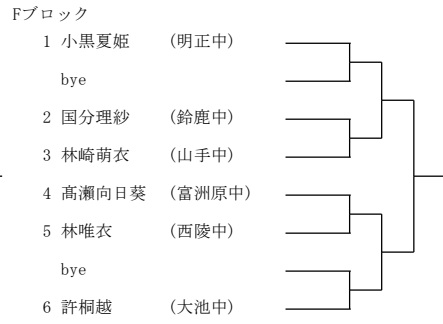 Fブロック
1 小黒夏姫 (明正中)
bye
2 国分理紗 (鈴鹿中)
3 林崎萌衣 (山手中)
4 髙瀬向日葵 (富洲原中)
5 林唯衣 (西陵中)
bye
6 許桐越 (大池中)